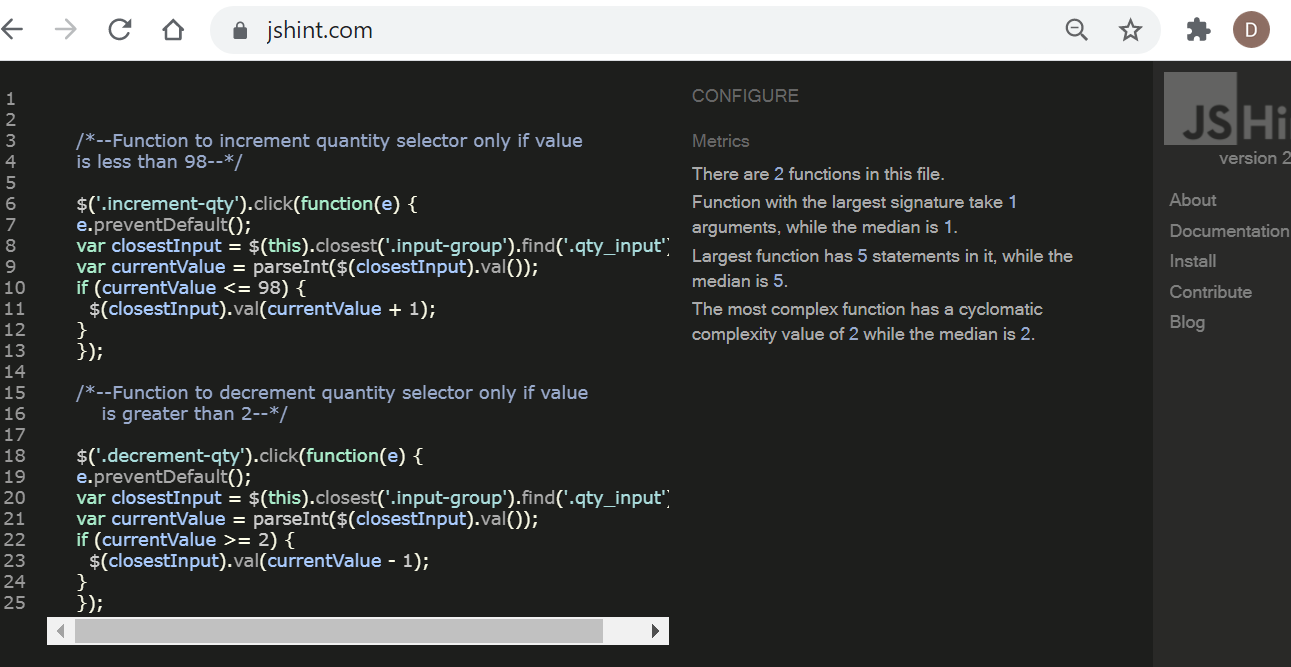 jshint.com
D
1
2
3 /*--Function to increment quantity selector only if value
4 is less than 98--*/
5
6 $('.increment-qty').click(function(e) {
7 e.preventDefault();
8 var closestInput = $(this).closest('.input-group').find('.qty_input')
9 var currentValue = parseInt($(closestInput).val());
10 if (currentValue <= 98) {
11 $(closestInput).val(currentValue + 1);
12 }
13 });
14
15 /*--Function to decrement quantity selector only if value
16 is greater than 2--*/
17
18 $('.decrement-qty').click(function(e) {
19 e.preventDefault();
20 var closestInput = $(this).closest('.input-group').find('.qty_input')
21 var currentValue = parseInt($(closestInput).val());
22 if (currentValue >= 2) {
23 $(closestInput).val(currentValue - 1);
24 }
25 });
CONFIGURE
Metrics
There are 2 functions in this file.
Function with the largest signature take 1
arguments, while the median is 1.
Largest function has 5 statements in it, while the
median is 5.
The most complex function has a cyclomatic
complexity value of 2 while the median is 2.
JSHi
version 2
About
Documentation
Install
Contribute
Blog